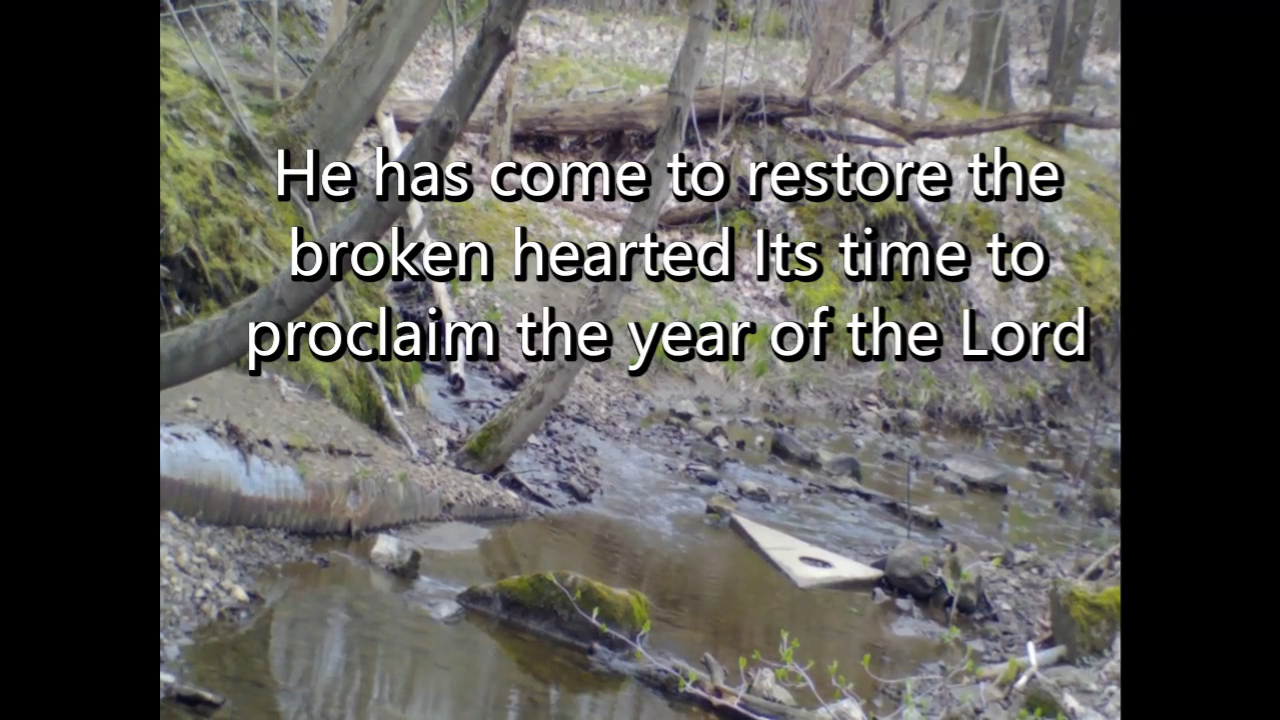 He has come to restore the
broken hearted Its time to
proclaim the year of the Lord